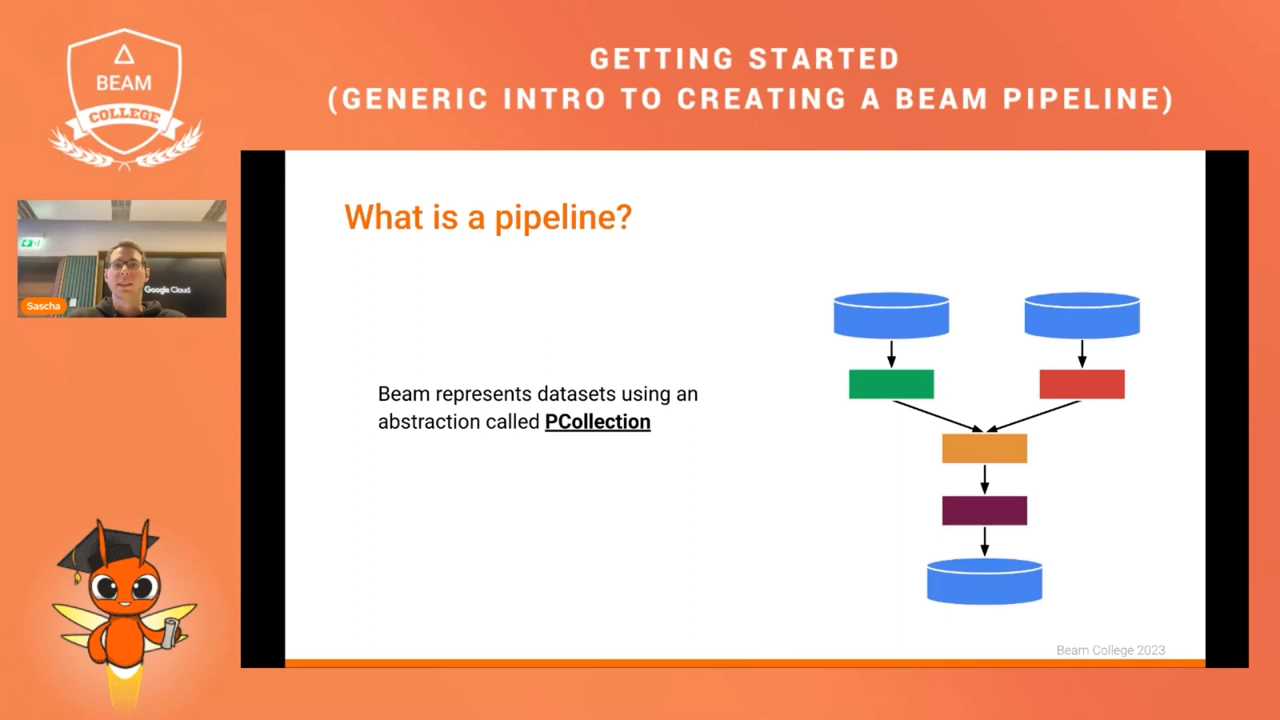 BEAM
COLLEGE
GETTING STARTED
(GENERIC INTRO TO CREATING A BEAM PIPELINE)
What is a pipeline?
Google Cloud
Sascha
Beam represents datasets using an
abstraction called PCollection
Beam College 2023